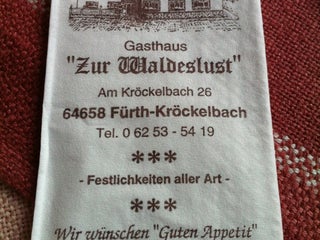 Gasthaus
"Zur Waldeslust"
Am Kröckelbach 26
64658 Fürth-Kröckelbach
Tel. 0 62 53 - 54 19
***
- Festlichkeiten aller Art -
***
Wir wünschen "Guten Appetit"